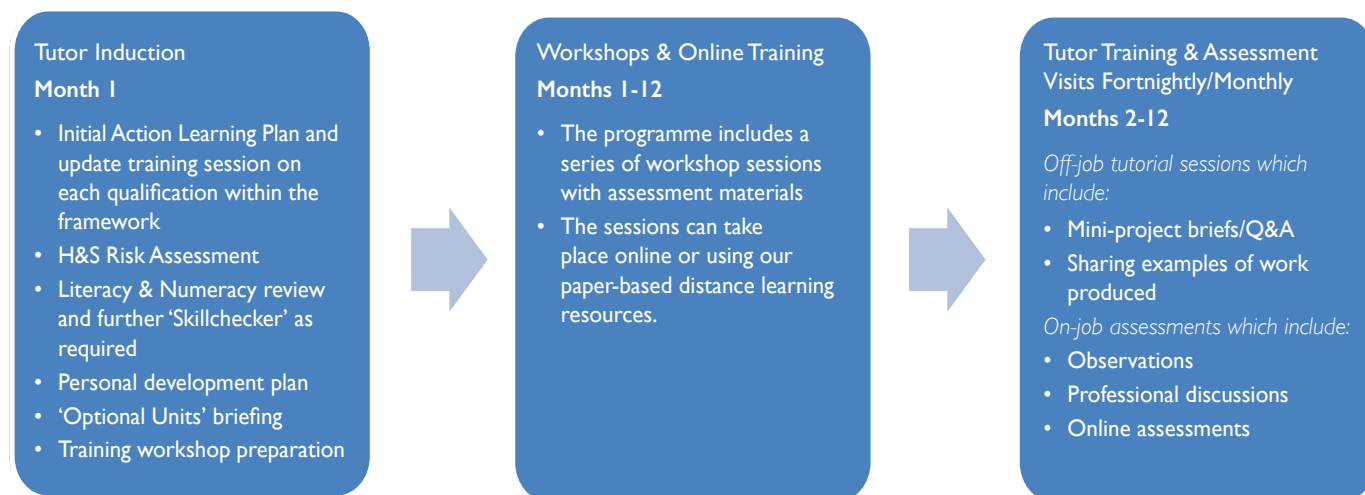 Tutor Induction
Month 1
• Initial Action Learning Plan and
update training session on
each qualification within the
framework
• H&S Risk Assessment
• Literacy & Numeracy review
and further ‘Skillchecker’ as
required
• Personal development plan
• ‘Optional Units’ briefing
• Training workshop preparation
Workshops & Online Training
Months 1-12
• The programme includes a
series of workshop sessions
with assessment materials
• The sessions can take
place online or using our
paper-based distance learning
resources.
Tutor Training & Assessment
Visits Fortnightly/Monthly
Months 2-12
Off-job tutorial sessions which
include:
• Mini-project briefs/Q&A
• Sharing examples of work
produced
On-job assessments which include:
• Observations
• Professional discussions
• Online assessments